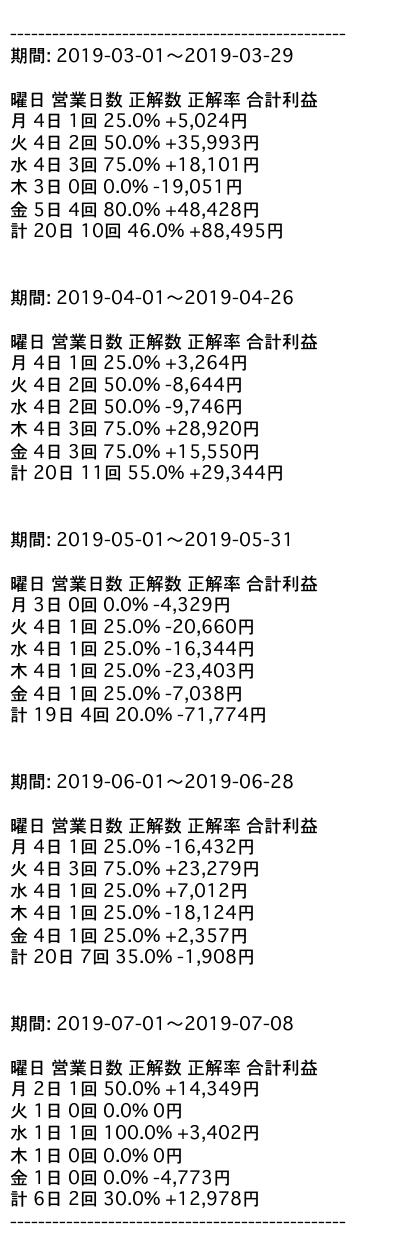 ------------------------------------------------
期間: 2019-03-01～2019-03-29
曜日 営業日数 正解数 正解率 合計利益
月 4日 1回 25.0% +5,024円
火 4日 2回 50.0% +35,993円
水 4日 3回 75.0% +18,101円
木 3日 0回 0.0% -19,051円
金 5日 4回 80.0% +48,428円
計 20日 10回 46.0% +88,495円
期間: 2019-04-01～2019-04-26
曜日 営業日数 正解数 正解率 合計利益
月 4日 1回 25.0% +3,264円
火 4日 2回 50.0% -8,644円
水 4日 2回 50.0% -9,746円
木 4日 3回 75.0% +28,920円
金 4日 3回 75.0% +15,550円
計 20日 11回 55.0% +29,344円
期間: 2019-05-01～2019-05-31
曜日 営業日数 正解数 正解率 合計利益
月 3日 0回 0.0% -4,329円
火 4日 1回 25.0% -20,660円
水 4日 1回 25.0% -16,344円
木 4日 1回 25.0% -23,403円
金 4日 1回 25.0% -7,038円
計 19日 4回 20.0% -71,774円
期間: 2019-06-01～2019-06-28
曜日 営業日数 正解数 正解率 合計利益
月 4日 1回 25.0% -16,432円
火 4日 3回 75.0% +23,279円
水 4日 1回 25.0% +7,012円
木 4日 1回 25.0% -18,124円
金 4日 1回 25.0% +2,357円
計 20日 7回 35.0% -1,908円
期間: 2019-07-01～2019-07-08
曜日 営業日数 正解数 正解率 合計利益
月 2日 1回 50.0% +14,349円
火 1日 0回 0.0% 0円
水 1日 1回 100.0% +3,402円
木 1日 0回 0.0% 0円
金 1日 0回 0.0% -4,773円
計 6日 2回 30.0% +12,978円
------------------------------------------------